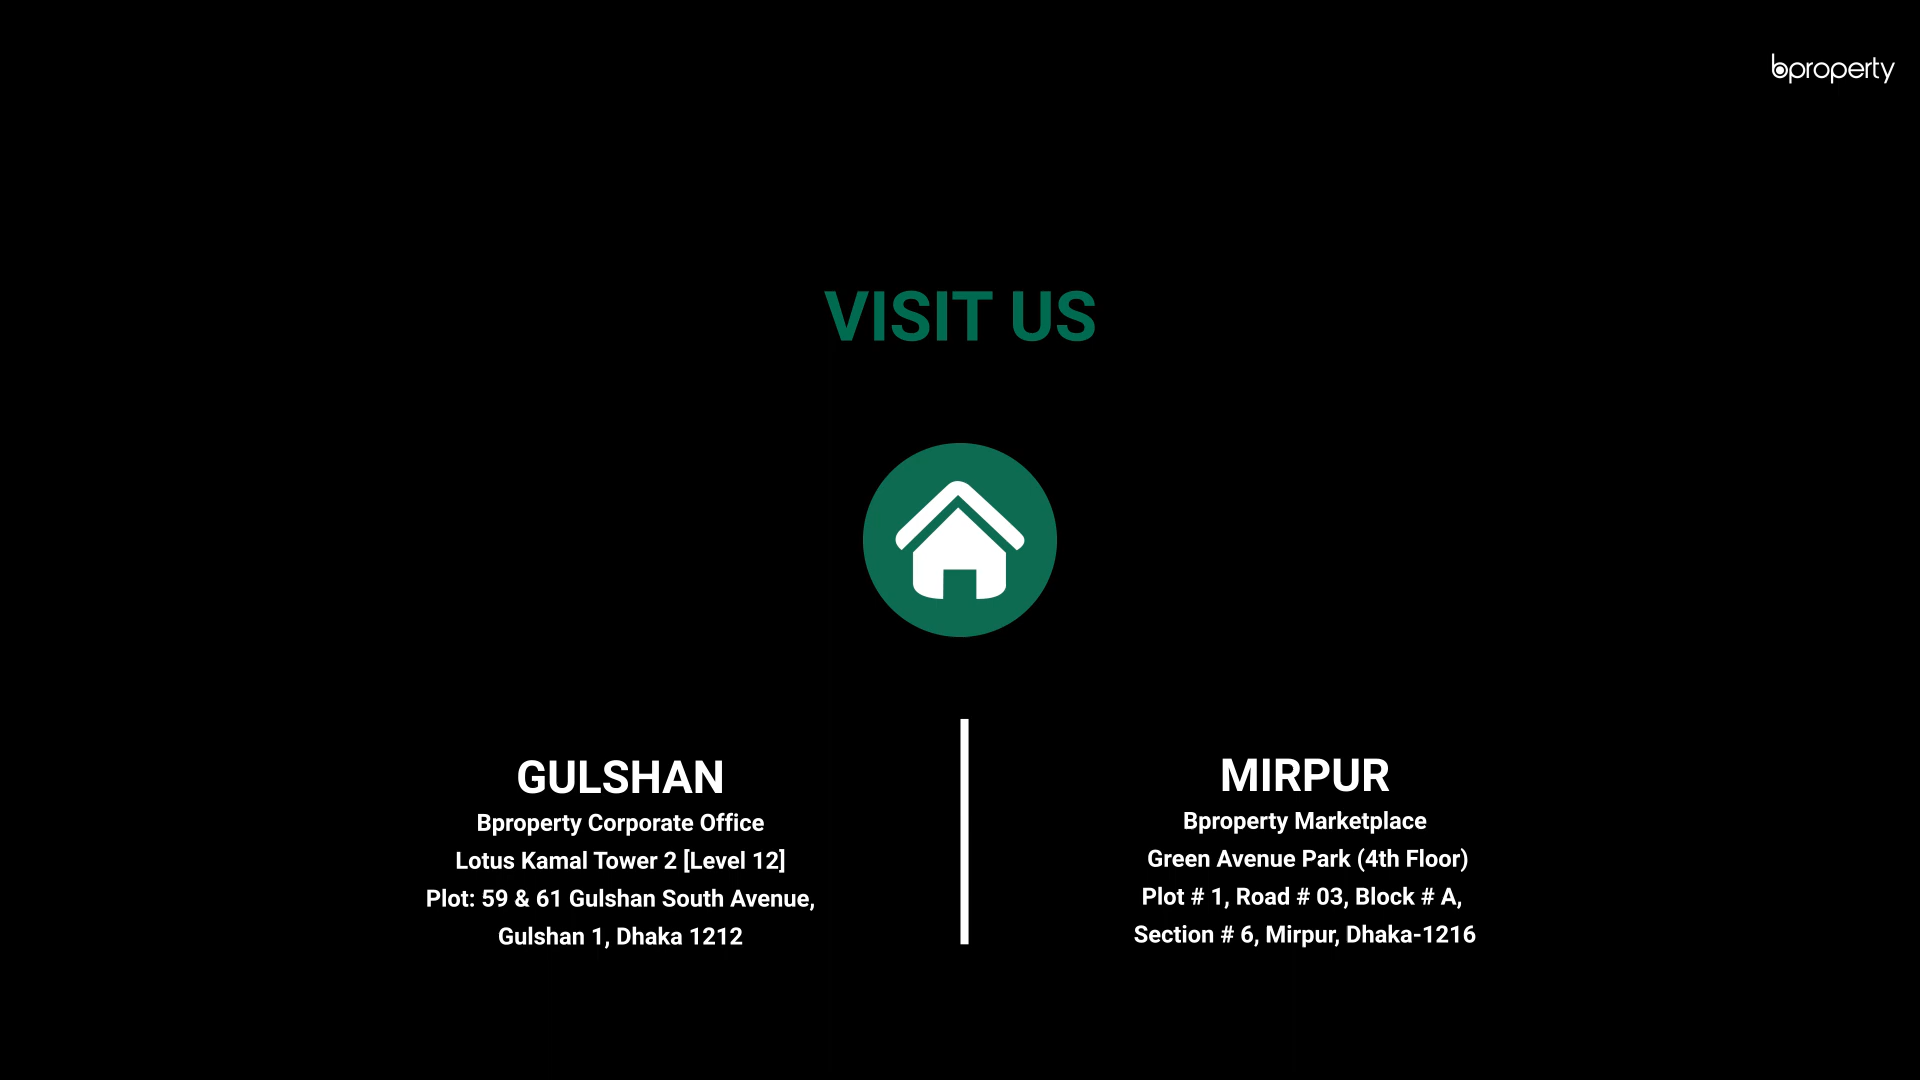 bproperty
VISIT US
GULSHAN
Bproperty Corporate Office
Lotus Kamal Tower 2 [Level 12]
Plot: 59 & 61 Gulshan South Avenue,
Gulshan 1, Dhaka 1212
MIRPUR
Bproperty Marketplace
Green Avenue Park (4th Floor)
Plot # 1, Road # 03, Block # A,
Section # 6, Mirpur, Dhaka-1216